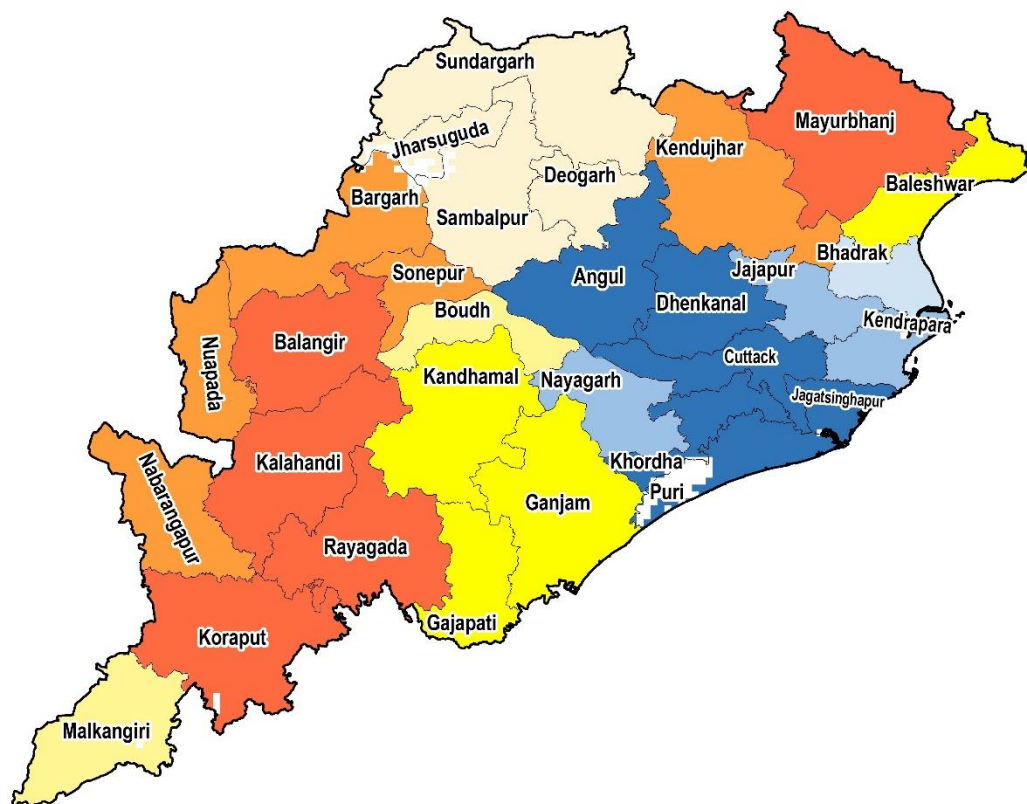 Sundargarh
Mayurbhanj
Jharsuguda
Kendujhar
Deogarh
Baleshwar
Bargarh
Sambalpur
Bhadrak
Sonepur
Angul
Jajapur
Dhenkanal
Boudh
Kendrapara
Balangir
Cuttack
Nuapada
Kandhamal
Nayagarh
Jagatsinghapur
Kalahandi
Khordha
Puri
Ganjam
Nabarangapur
Rayagada
Gajapati
Koraput
Malkangiri